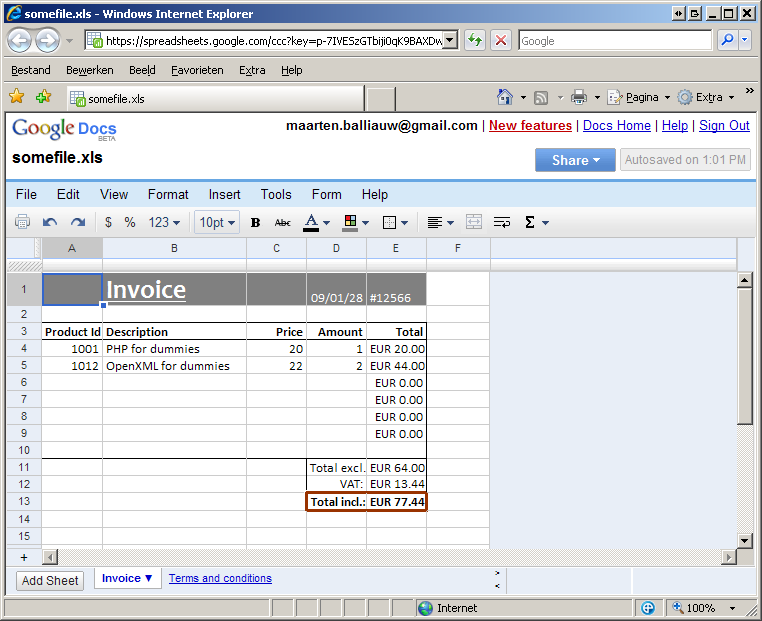 somefile.xls - Windows Internet Explorer
https://spreadsheets.google.com/ccc?key=p-7IVESzGTbiji0qK9BAXDw
Google
Bestand Bewerken Beeld Favorieten Extra Help
somefile.xls
Pagina Extra »
Google Docs
BETA
maarten.balliauw@gmail.com | New features | Docs Home | Help | Sign Out
somefile.xls
Share
Autosaved on 1:01 PM
File Edit View Format Insert Tools Form Help
$ % 123 10pt B Abc A Σ
A B C D E F
1 Invoice 09/01/28 #12566
2
3 Product Id Description Price Amount Total
4 1001 PHP for dummies 20 1 EUR 20.00
5 1012 OpenXML for dummies 22 2 EUR 44.00
6 EUR 0.00
7 EUR 0.00
8 EUR 0.00
9 EUR 0.00
10
11 Total excl. EUR 64.00
12 VAT: EUR 13.44
13 Total incl.: EUR 77.44
14
15
+
Add Sheet Invoice ▼ Terms and conditions > <
Internet 100%